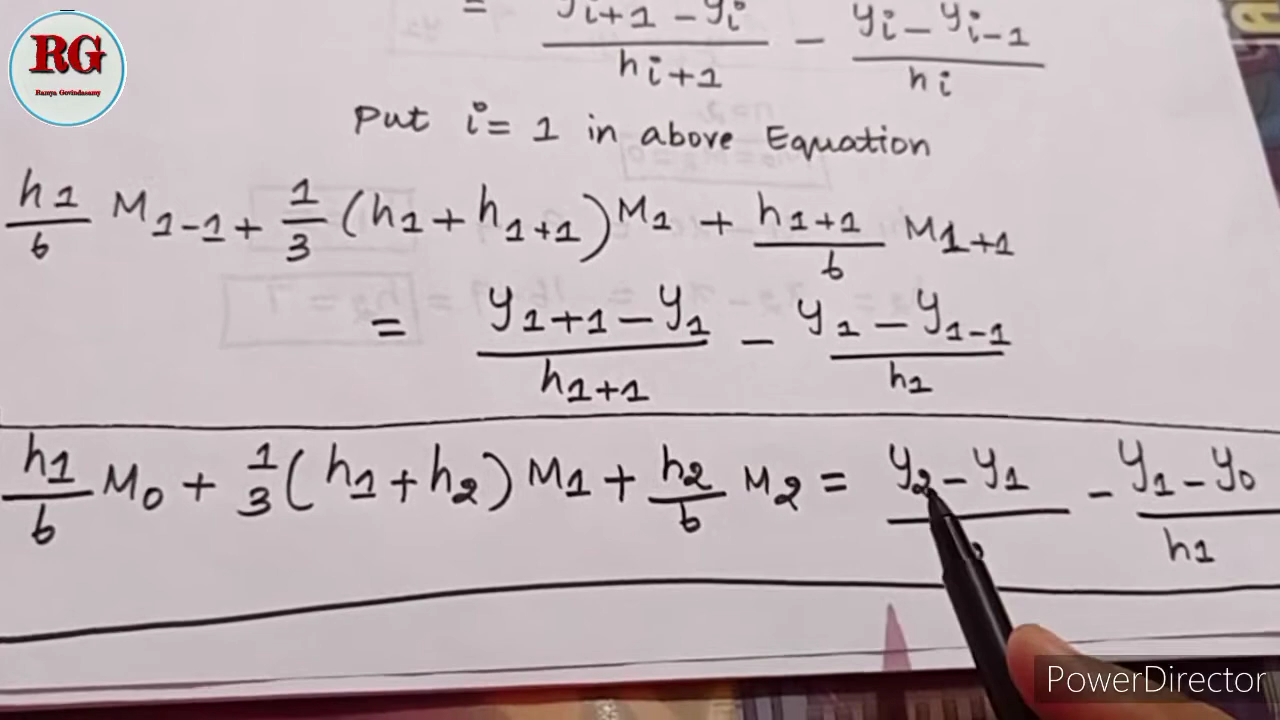 RG
Ramya Govindasamy
= y_{i+1} - y_i / h_{i+1} - y_i - y_{i-1} / h_i
Put i = 1 in above Equation
h_1/6 M_{1-1} + 1/3 (h_1 + h_{1+1}) M_1 + h_{1+1}/6 M_{1+1}
= y_{1+1} - y_1 / h_{1+1} - y_1 - y_{1-1} / h_1
h_1/6 M_0 + 1/3 (h_1 + h_2) M_1 + h_2/6 M_2 = y_2 - y_1 / - y_1 - y_0 / h_1
PowerDirector